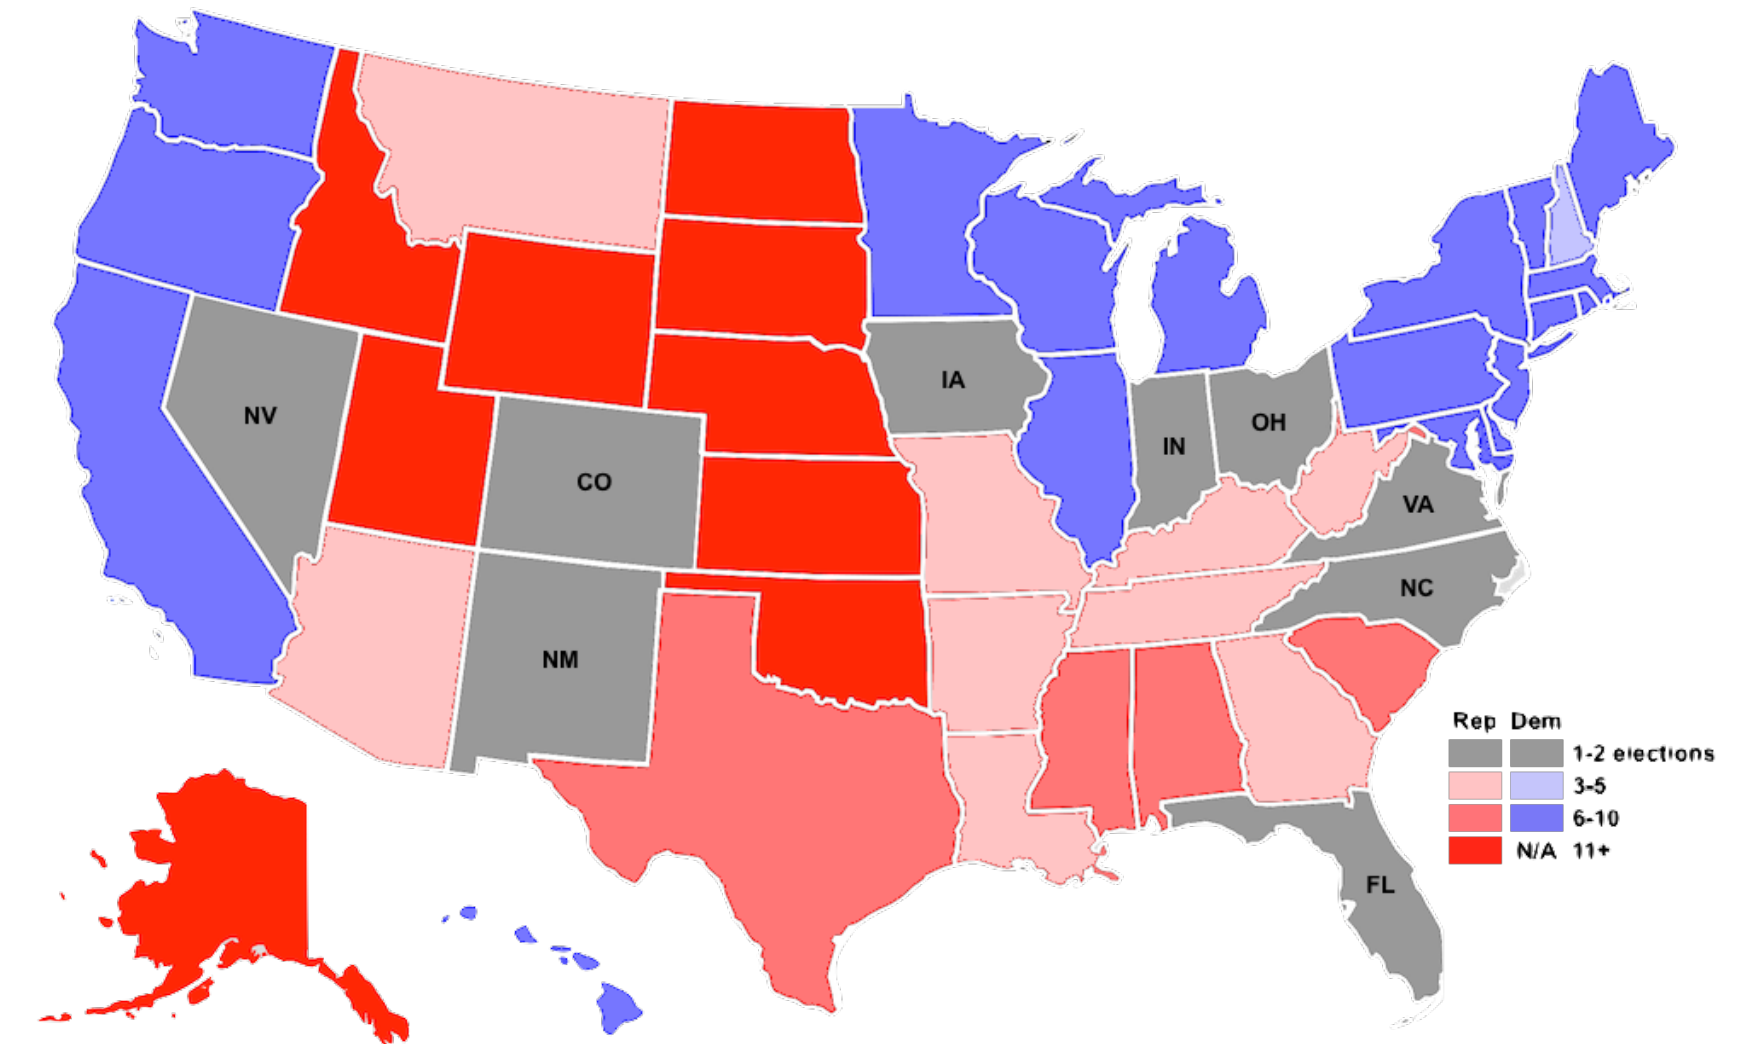 IA
OH
NV
IN
CO
VA
NC
NM
Rep Dem
1-2 elections
3-5
6-10
N/A 11+
FL